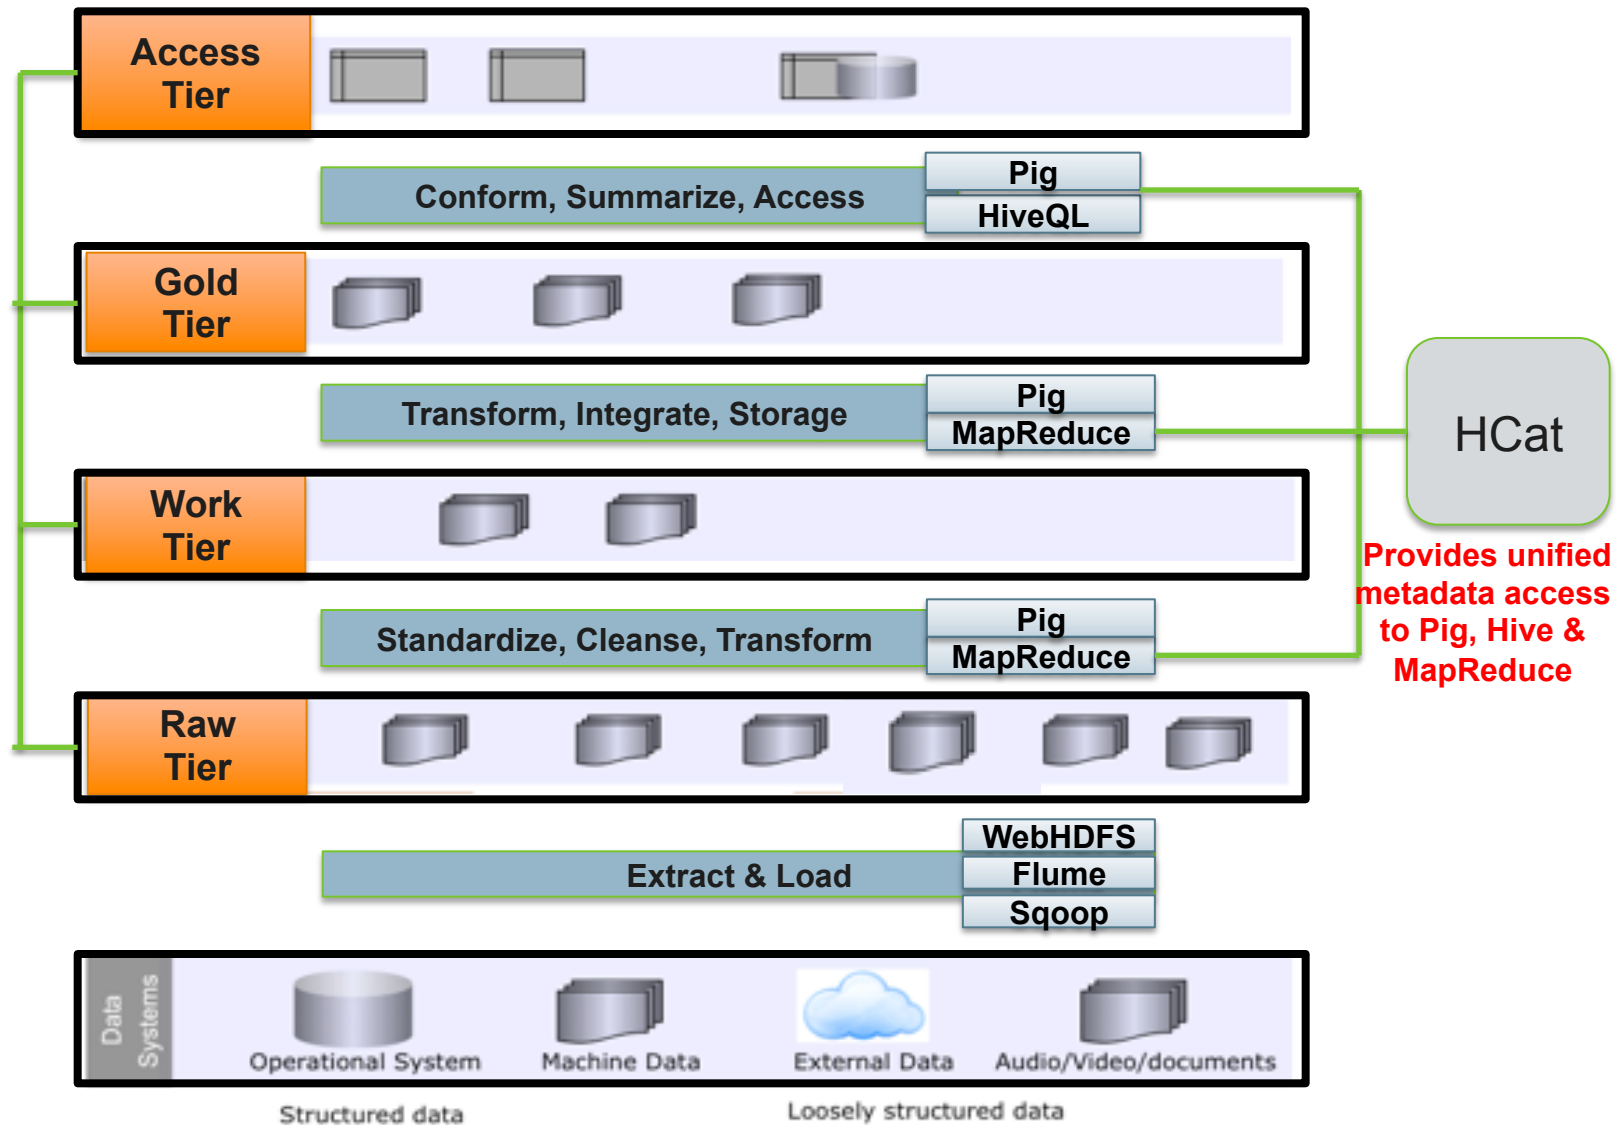 Access
Tier
Conform, Summarize, Access
Pig
HiveQL
Gold
Tier
Transform, Integrate, Storage
Pig
MapReduce
HCat
Provides unified
metadata access
to Pig, Hive &
MapReduce
Work
Tier
Standardize, Cleanse, Transform
Pig
MapReduce
Raw
Tier
Extract & Load
WebHDFS
Flume
Sqoop
Data
Systems
Operational System
Machine Data
External Data
Audio/Video/documents
Structured data
Loosely structured data